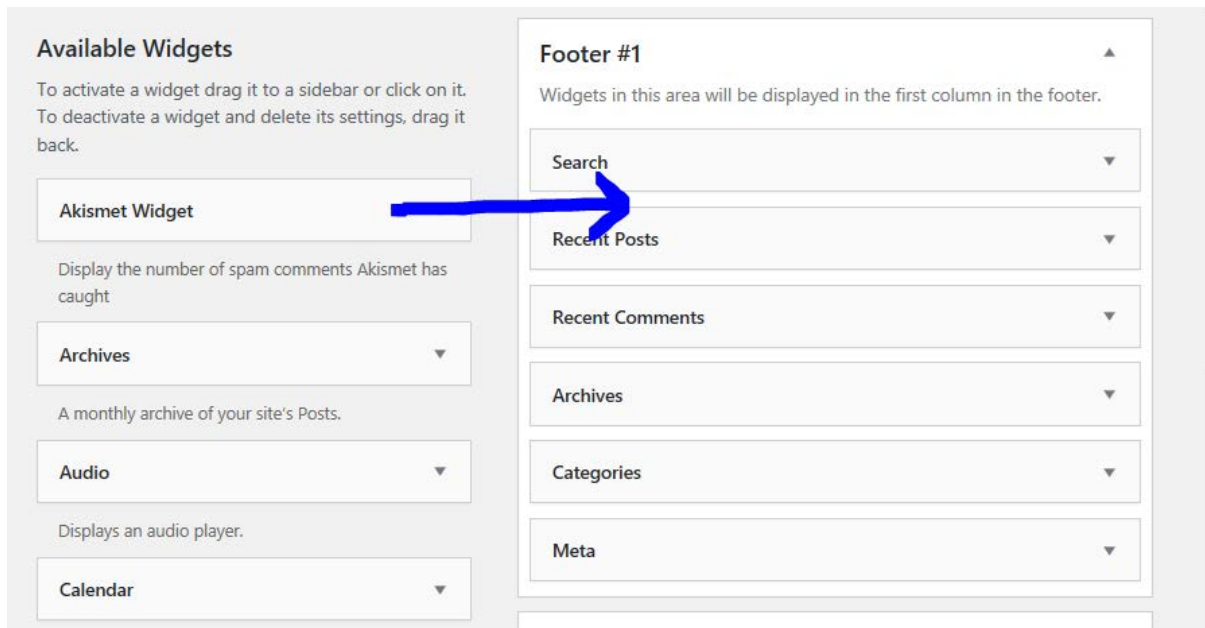 Available Widgets
To activate a widget drag it to a sidebar or click on it.
To deactivate a widget and delete its settings, drag it
back.
Akismet Widget
Display the number of spam comments Akismet has
caught
Archives
A monthly archive of your site's Posts.
Audio
Displays an audio player.
Calendar
Footer #1
Widgets in this area will be displayed in the first column in the footer.
Search
Recent Posts
Recent Comments
Archives
Categories
Meta